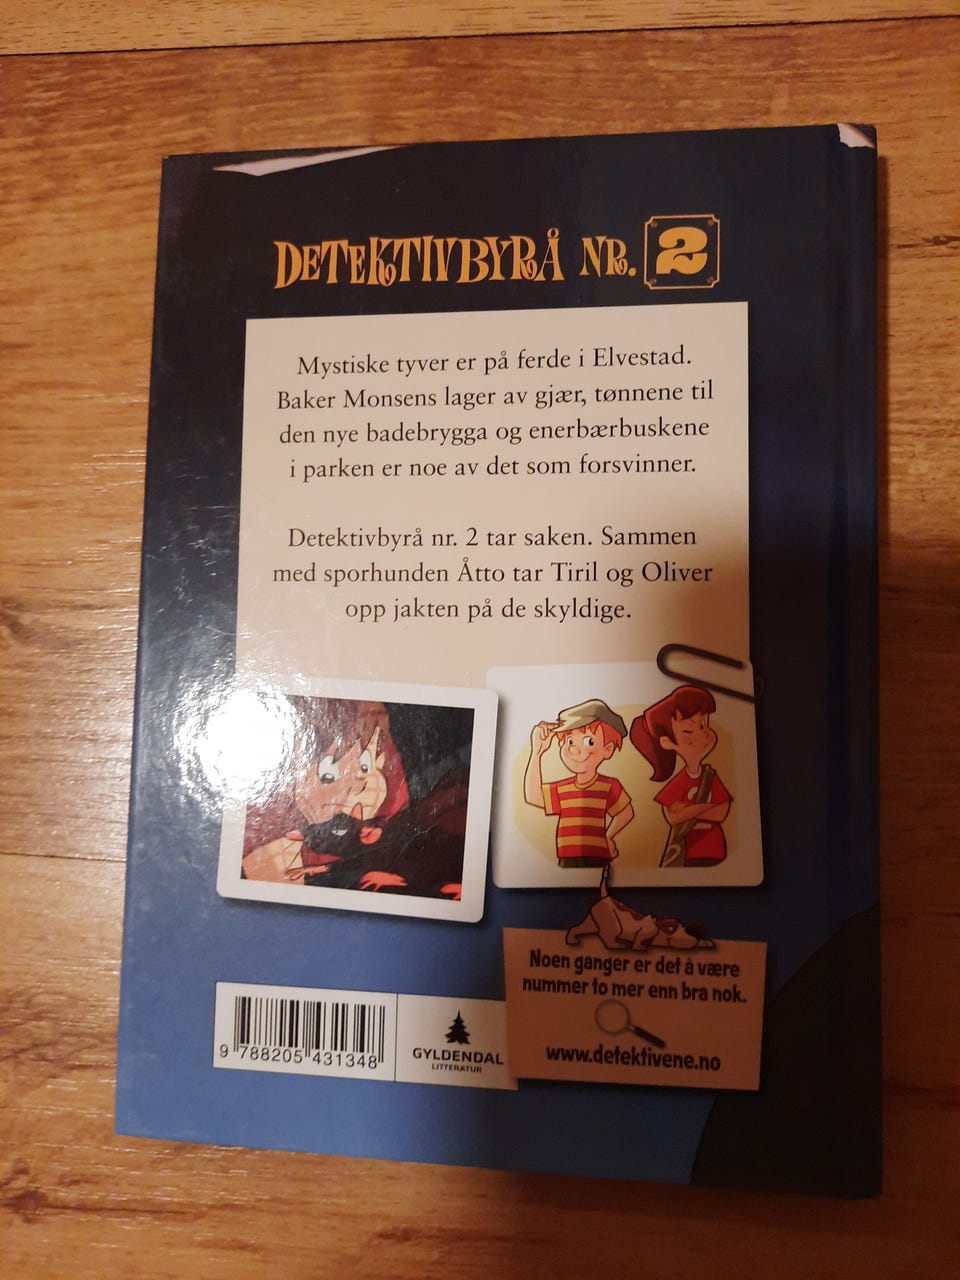 DETEKTIVBYRÅ NR. 2
Mystiske tyver er på ferde i Elvestad.
Baker Monsens lager av gjær, tønnene til
den nye badebrygga og enerbærbuskene
i parken er noe av det som forsvinner.
Detektivbyrå nr. 2 tar saken. Sammen
med sporhunden Åtto tar Tiril og Oliver
opp jakten på de skyldige.
Noen ganger er det å være
nummer to mer enn bra nok.
www.detektivene.no
9 788205 431348
GYLDENDAL
LITTERATUR